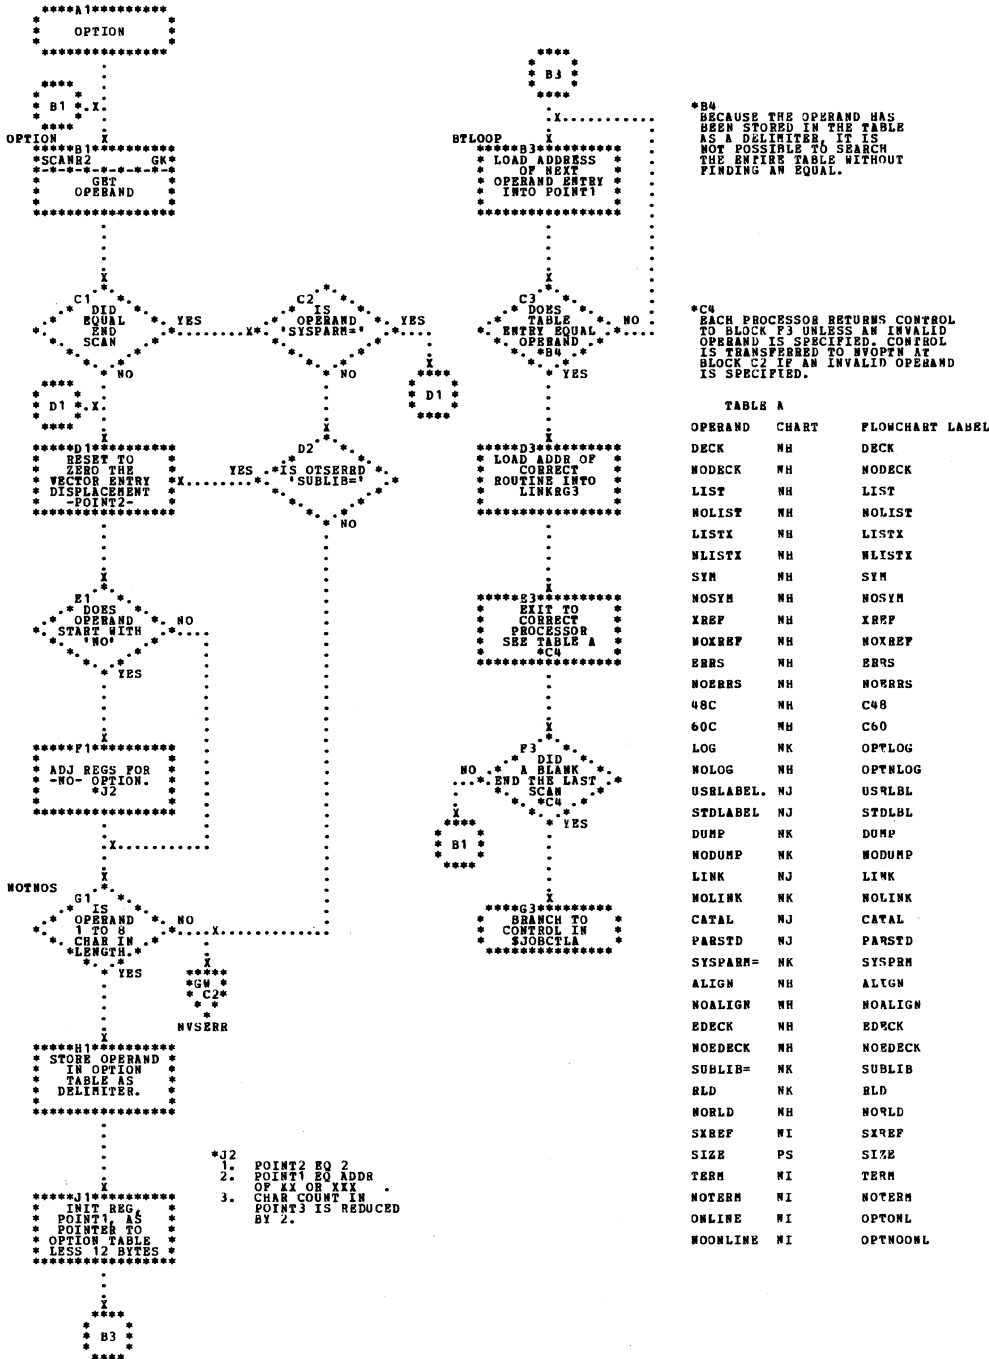 A1
OPTION
B1
OPTION
B1
SCANR2 GK
GET
OPERAND
C1
DID
EQUAL
END
SCAN
YES
NO
C2
IS
OPERAND
'SYSPARM='
YES
NO
D1
D1
D1
RESET TO
ZERO THE
VECTOR ENTRY
DISPLACEMENT
-POINT2-
D2
YES
IS OTSERRD
'SUBLIB='
NO
E1
DOES
OPERAND
START WITH
'NO'
NO
YES
F1
ADJ REGS FOR
-NO- OPTION.
*J2
NOTNOS
G1
IS
OPERAND
1 TO 8
CHAR IN
LENGTH.
NO
YES
GW
C2
NVSERR
H1
STORE OPERAND
IN OPTION
TABLE AS
DELIMITER.
J1
INIT REG,
POINT1, AS
POINTER TO
OPTION TABLE
LESS 12 BYTES
B3
*J2
1. POINT2 EQ 2
2. POINT1 EQ ADDR
OF XX OR XXX .
3. CHAR COUNT IN
POINT3 IS REDUCED
BY 2.
B3
BTLOOP
B3
LOAD ADDRESS
OF NEXT
OPERAND ENTRY
INTO POINT1
C3
DOES
TABLE
ENTRY EQUAL
OPERAND
*B4
NO
YES
D3
LOAD ADDR OF
CORRECT
ROUTINE INTO
LINKRG3
E3
EXIT TO
CORRECT
PROCESSOR
SEE TABLE A
*C4
F3
DID
A BLANK
END THE LAST
SCAN
*C4
NO
YES
B1
G3
BRANCH TO
CONTROL IN
$JOBCTLA
*B4
BECAUSE THE OPERAND HAS
BEEN STORED IN THE TABLE
AS A DELIMITER, IT IS
NOT POSSIBLE TO SEARCH
THE ENTIRE TABLE WITHOUT
FINDING AN EQUAL.
*C4
EACH PROCESSOR RETURNS CONTROL
TO BLOCK F3 UNLESS AN INVALID
OPERAND IS SPECIFIED. CONTROL
IS TRANSFERRED TO NVOPTN AT
BLOCK C2 IF AN INVALID OPERAND
IS SPECIFIED.
TABLE A
OPERAND CHART FLOWCHART LABEL
DECK NH DECK
NODECK NH NODECK
LIST NH LIST
NOLIST NH NOLIST
LISTX NH LISTX
NLISTX NH NLISTX
SYM NH SYM
NOSYM NH NOSYM
XREF NH XREF
NOXREF NH NOXREF
ERRS NH ERRS
NOERRS NH NOERRS
48C NH C48
60C NH C60
LOG NK OPTLOG
NOLOG NH OPTNLOG
USRLABEL. NJ USRLBL
STDLABEL NJ STDLBL
DUMP NK DUMP
NODUMP NK NODUMP
LINK NJ LINK
NOLINK NK NOLINK
CATAL NJ CATAL
PARSTD NJ PARSTD
SYSPARM= NK SYSPRM
ALIGN NH ALIGN
NOALIGN NH NOALIGN
EDECK NH EDECK
NOEDECK NH NOEDECK
SUBLIB= NK SUBLIB
RLD NK RLD
NORLD NH NORLD
SXREF NI SXREF
SIZE PS SIZE
TERM NI TERM
NOTERM NI NOTERM
ONLINE NI OPTONL
NOONLINE NI OPTNOONL